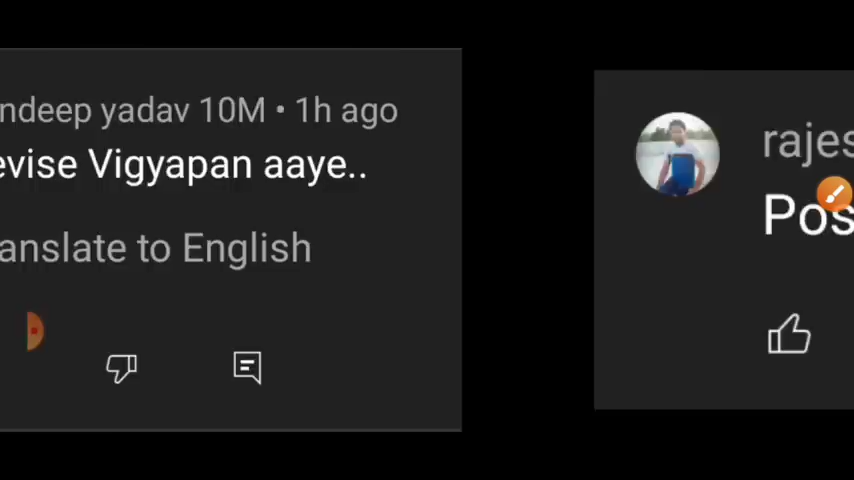 ndeep yadav 10M • 1h ago
evise Vigyapan aaye..
anslate to English
rajes
Pos